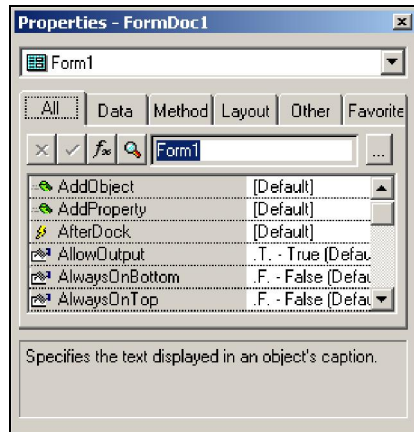 Properties - FormDoc1
Form1
All Data Method Layout Other Favorite
Form1 ...
AddObject [Default]
AddProperty [Default]
AfterDock [Default]
AllowOutput .T. - True (Defau
AlwaysOnBottom .F. - False (Defau
AlwaysOnTop .F. - False (Defau
Specifies the text displayed in an object's caption.